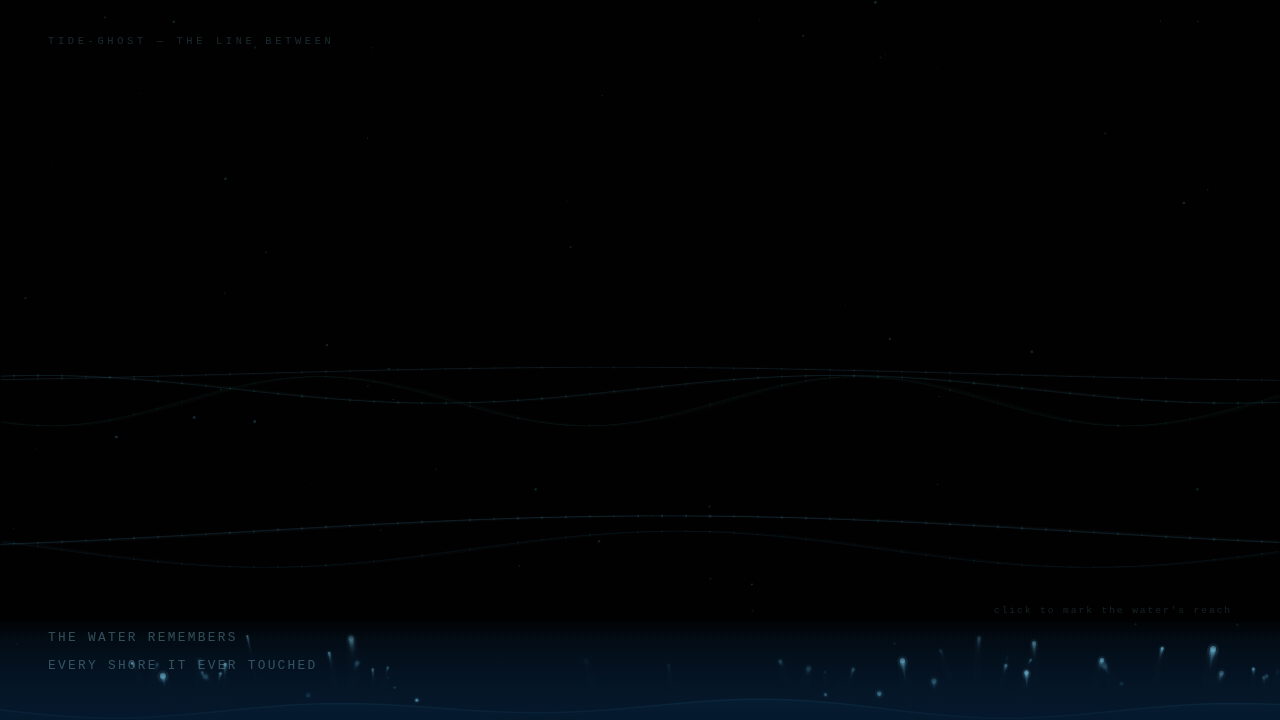 TIDE-GHOST — THE LINE BETWEEN
click to mark the water's reach
THE WATER REMEMBERS
EVERY SHORE IT EVER TOUCHED